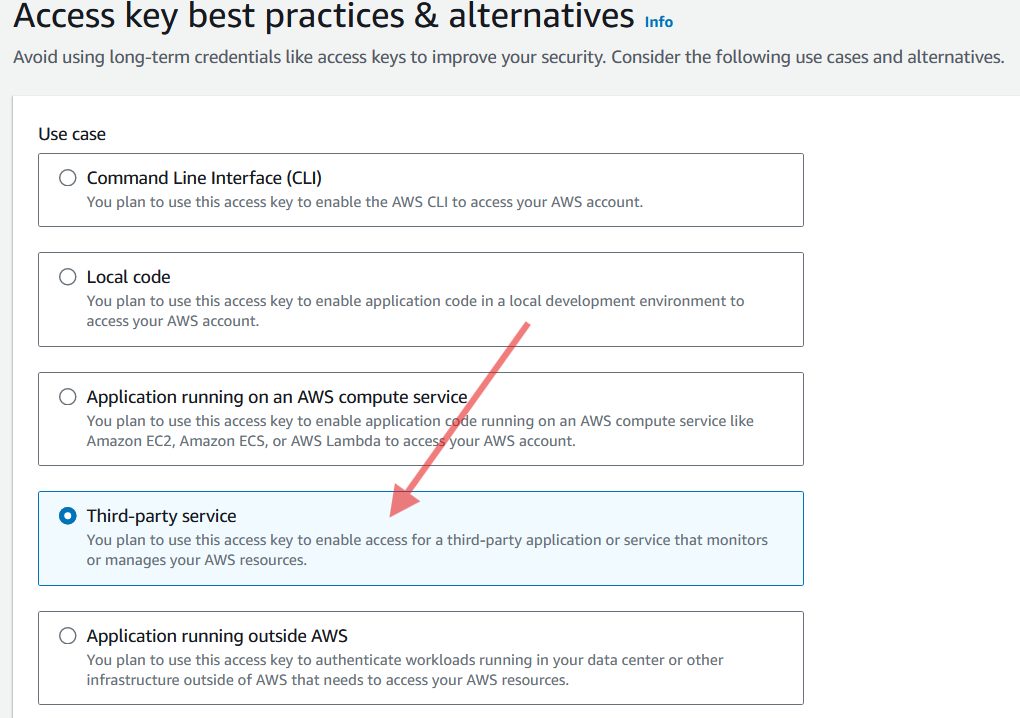 Access key best practices & alternatives Info
Avoid using long-term credentials like access keys to improve your security. Consider the following use cases and alternatives.
Use case
Command Line Interface (CLI)
You plan to use this access key to enable the AWS CLI to access your AWS account.
Local code
You plan to use this access key to enable application code in a local development environment to
access your AWS account.
Application running on an AWS compute service
You plan to use this access key to enable application code running on an AWS compute service like
Amazon EC2, Amazon ECS, or AWS Lambda to access your AWS account.
Third-party service
You plan to use this access key to enable access for a third-party application or service that monitors
or manages your AWS resources.
Application running outside AWS
You plan to use this access key to authenticate workloads running in your data center or other
infrastructure outside of AWS that needs to access your AWS resources.